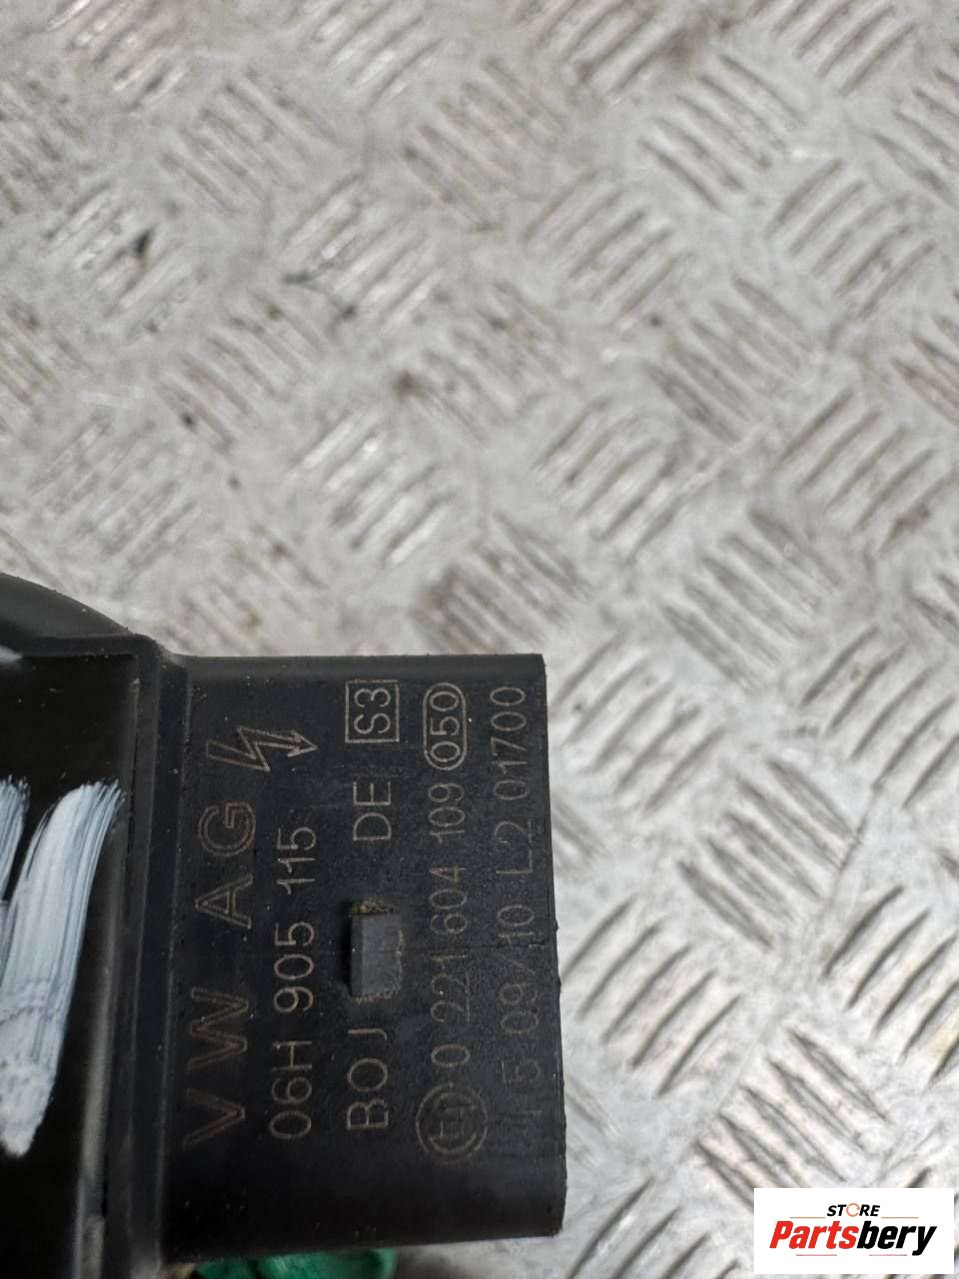 VW AG
06H 905 115
BOJ DE S3
0 221 604 109 050
5 09/10 L2 01700
STORE
Partsbery